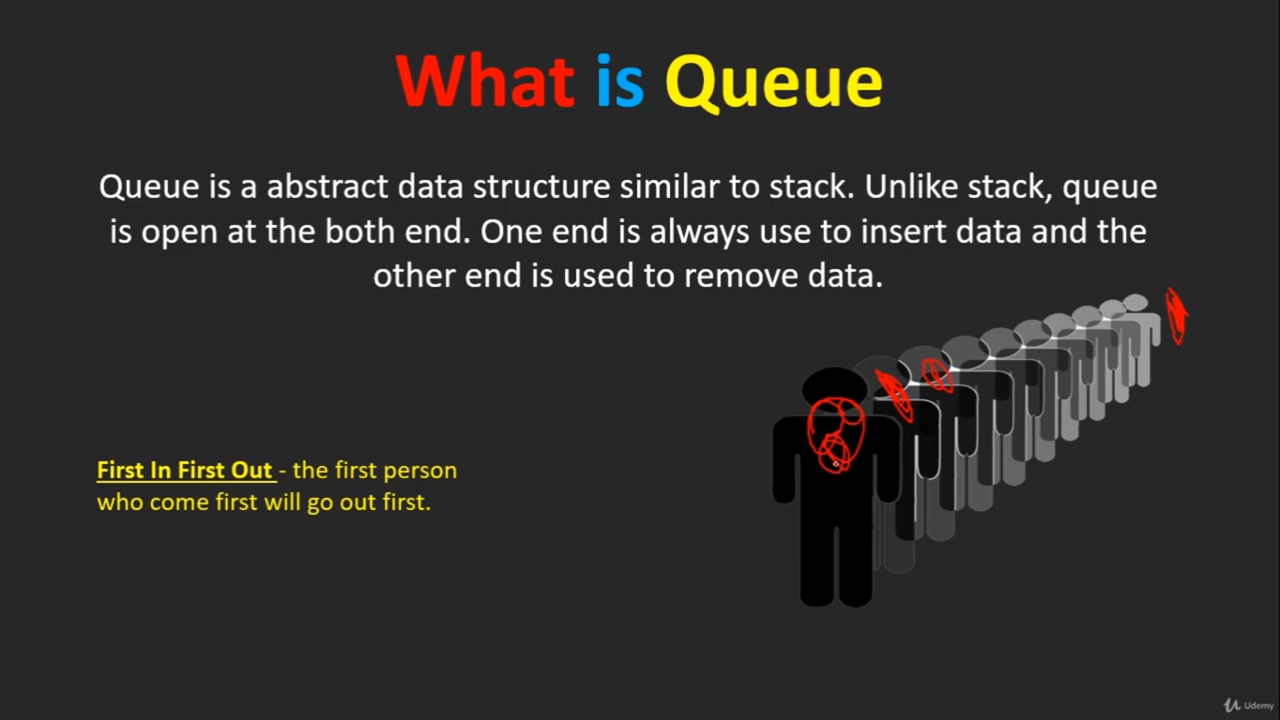 What is Queue
Queue is a abstract data structure similar to stack. Unlike stack, queue
is open at the both end. One end is always use to insert data and the
other end is used to remove data.
First In First Out - the first person
who come first will go out first.
Udemy